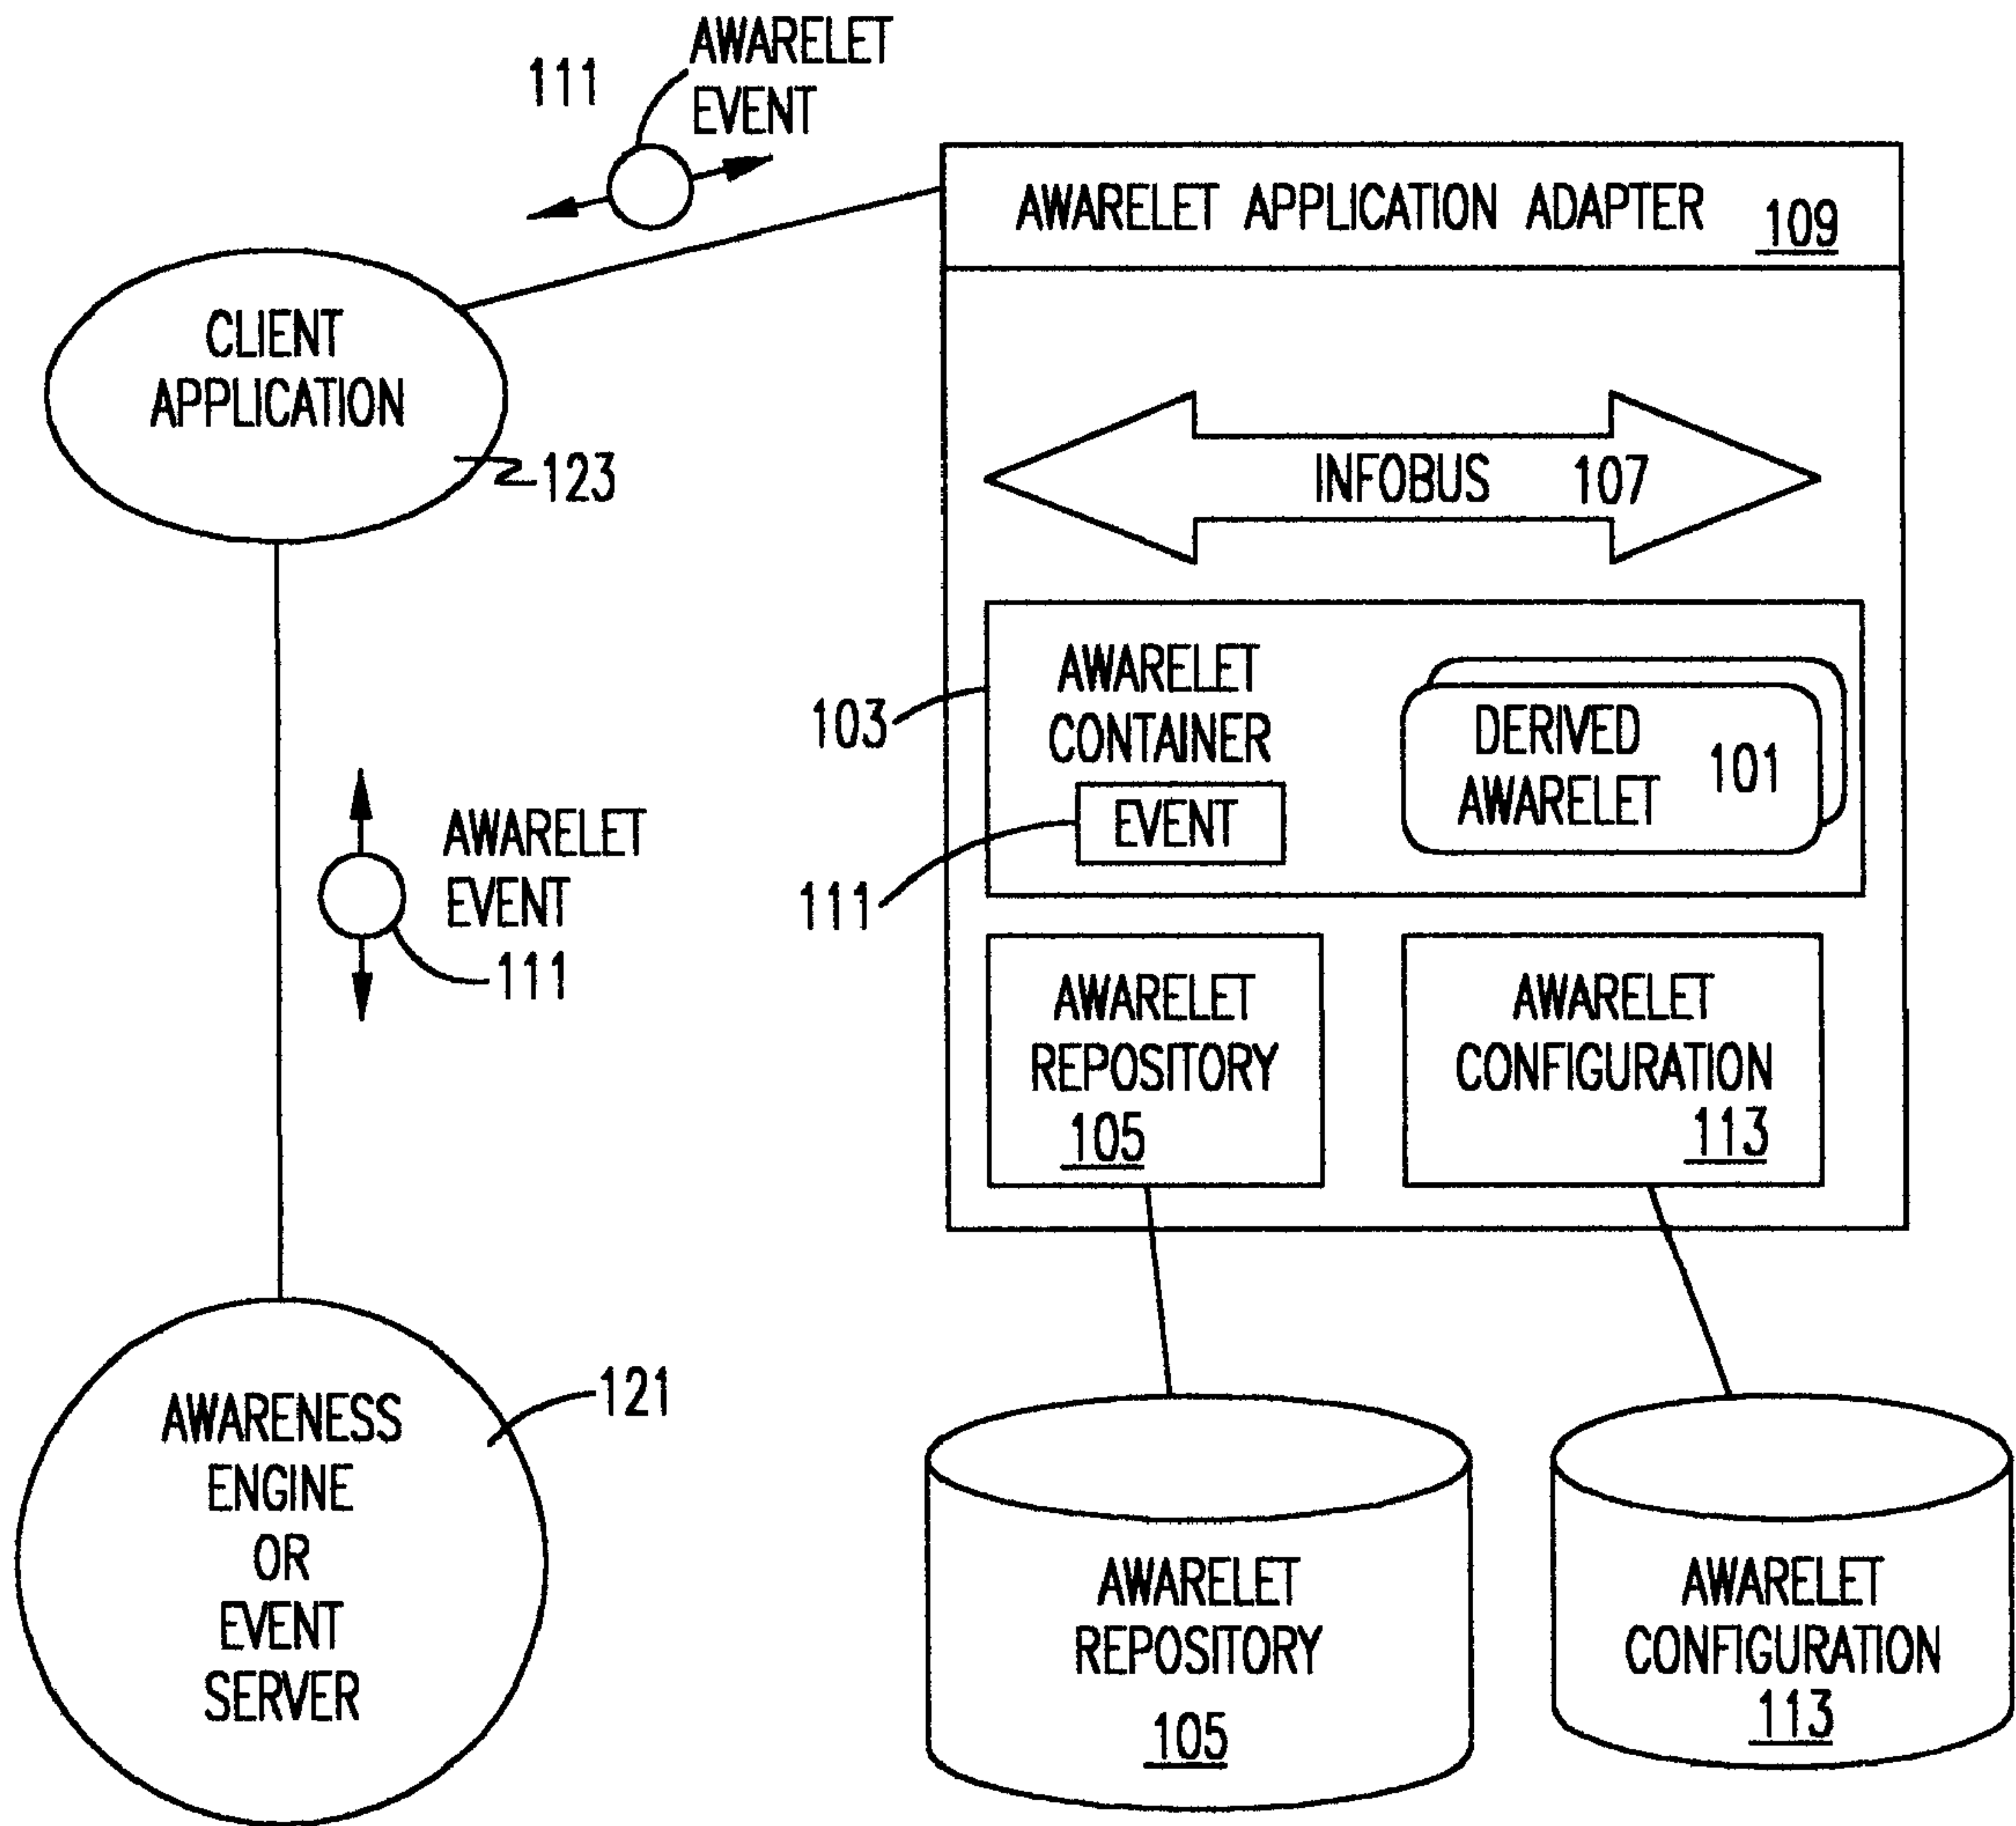 111
AWARELET
EVENT
AWARELET APPLICATION ADAPTER 109
CLIENT
APPLICATION
123
INFOBUS 107
103
AWARELET
CONTAINER
EVENT
111
DERIVED
AWARELET
101
AWARELET
EVENT
111
AWARELET
REPOSITORY
105
AWARELET
CONFIGURATION
113
121
AWARENESS
ENGINE
OR
EVENT
SERVER
AWARELET
REPOSITORY
105
AWARELET
CONFIGURATION
113